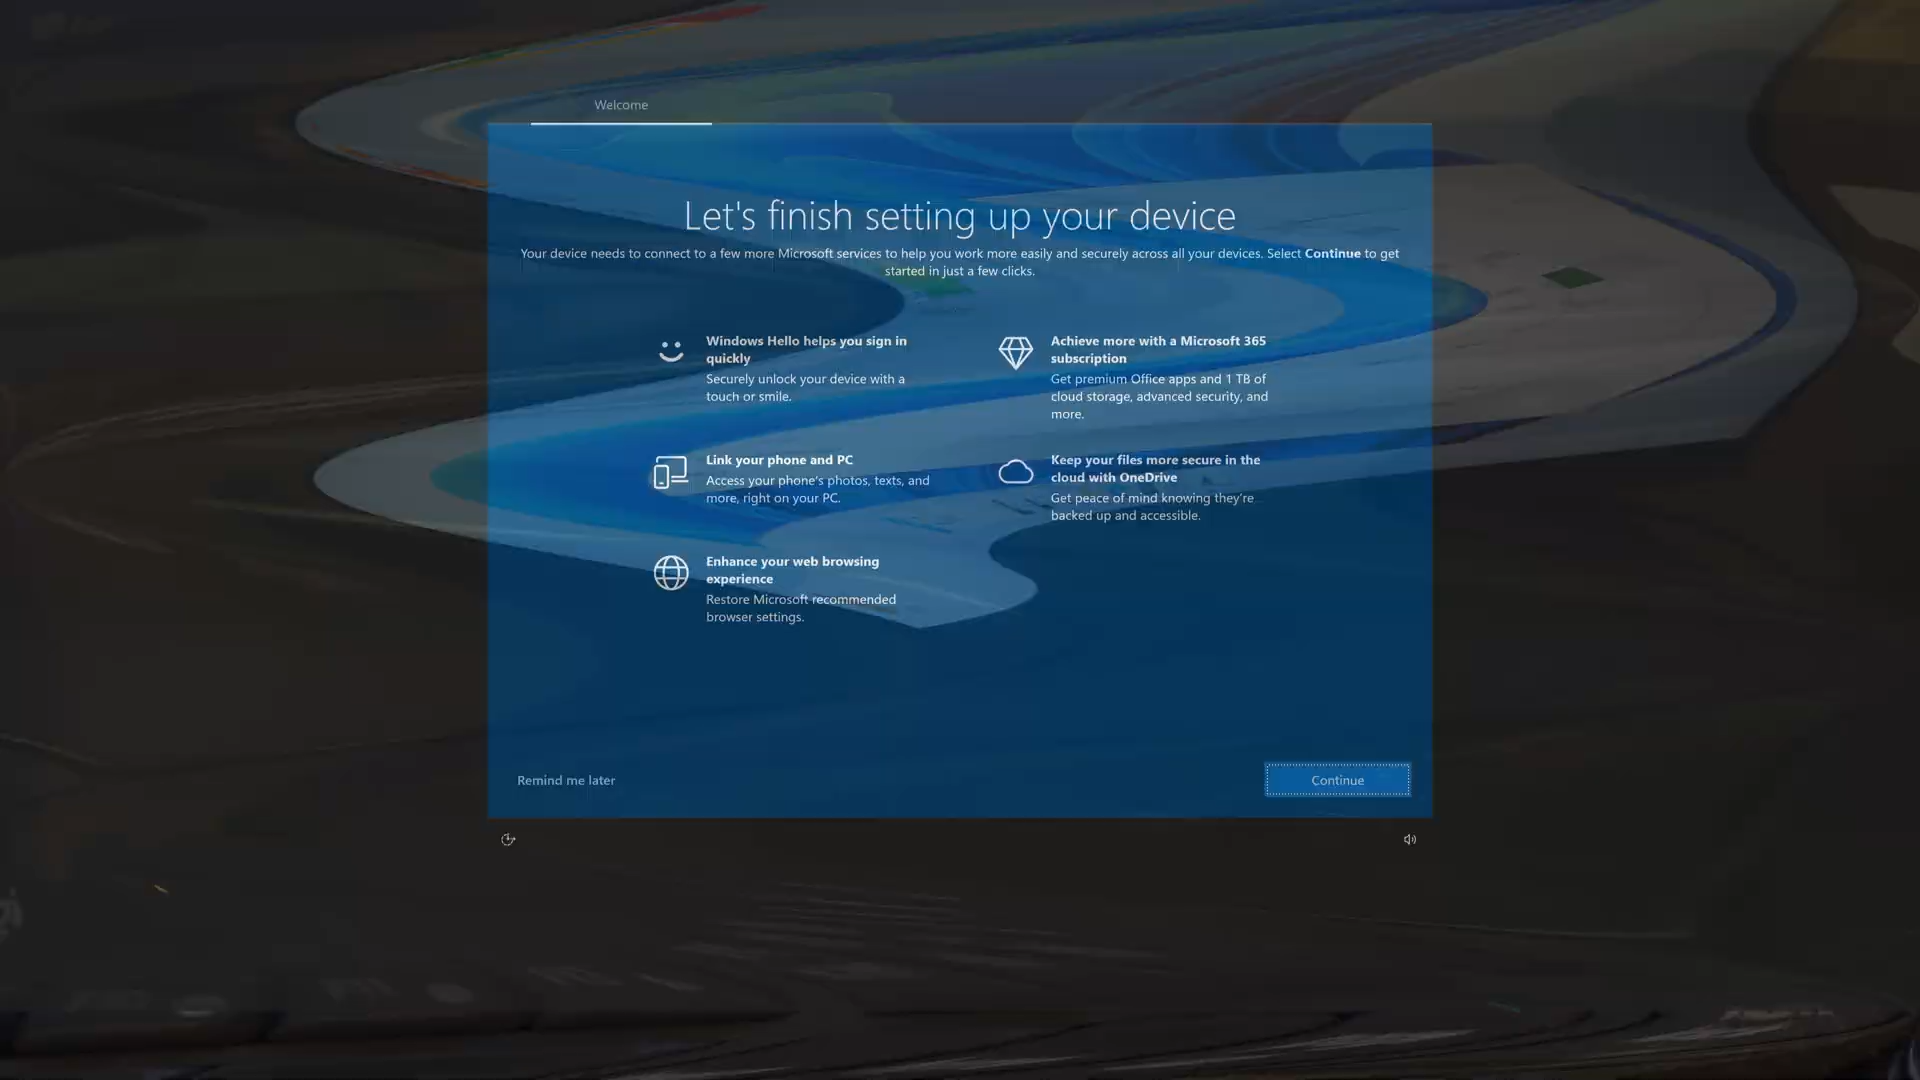 Welcome
Let's finish setting up your device
Your device needs to connect to a few more Microsoft services to help you work more easily and securely across all your devices. Select Continue to get
started in just a few clicks.
Windows Hello helps you sign in
quickly
Securely unlock your device with a
touch or smile.
Achieve more with a Microsoft 365
subscription
Get premium Office apps and 1 TB of
cloud storage, advanced security, and
more.
Link your phone and PC
Access your phone's photos, texts, and
more, right on your PC.
Keep your files more secure in the
cloud with OneDrive
Get peace of mind knowing they're
backed up and accessible.
Enhance your web browsing
experience
Restore Microsoft recommended
browser settings.
Remind me later
Continue